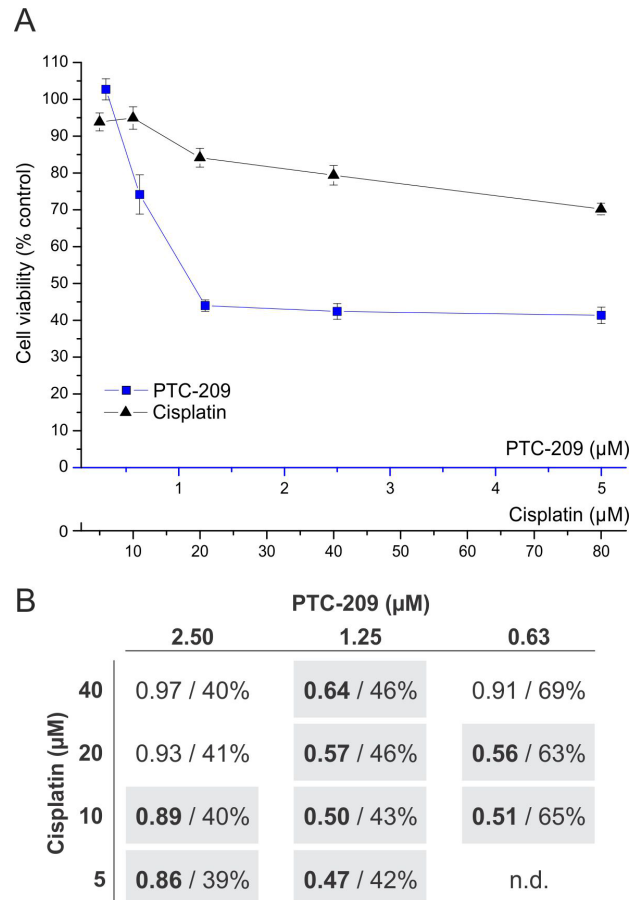 A
110
100
90
80
70
60
50
40
30
20
10
0
Cell viability (% control)
PTC-209
Cisplatin
PTC-209 (µM)
1 2 3 4 5
Cisplatin (µM)
0
10 20 30 40 50 60 70 80
B
PTC-209 (µM)
2.50 1.25 0.63
Cisplatin (µM)
40 0.97 / 40% 0.64 / 46% 0.91 / 69%
20 0.93 / 41% 0.57 / 46% 0.56 / 63%
10 0.89 / 40% 0.50 / 43% 0.51 / 65%
5 0.86 / 39% 0.47 / 42% n.d.